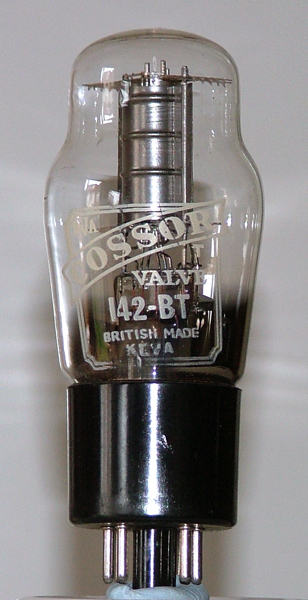 COSSOR
VALVE
142-BT
BRITISH MADE
KEVA